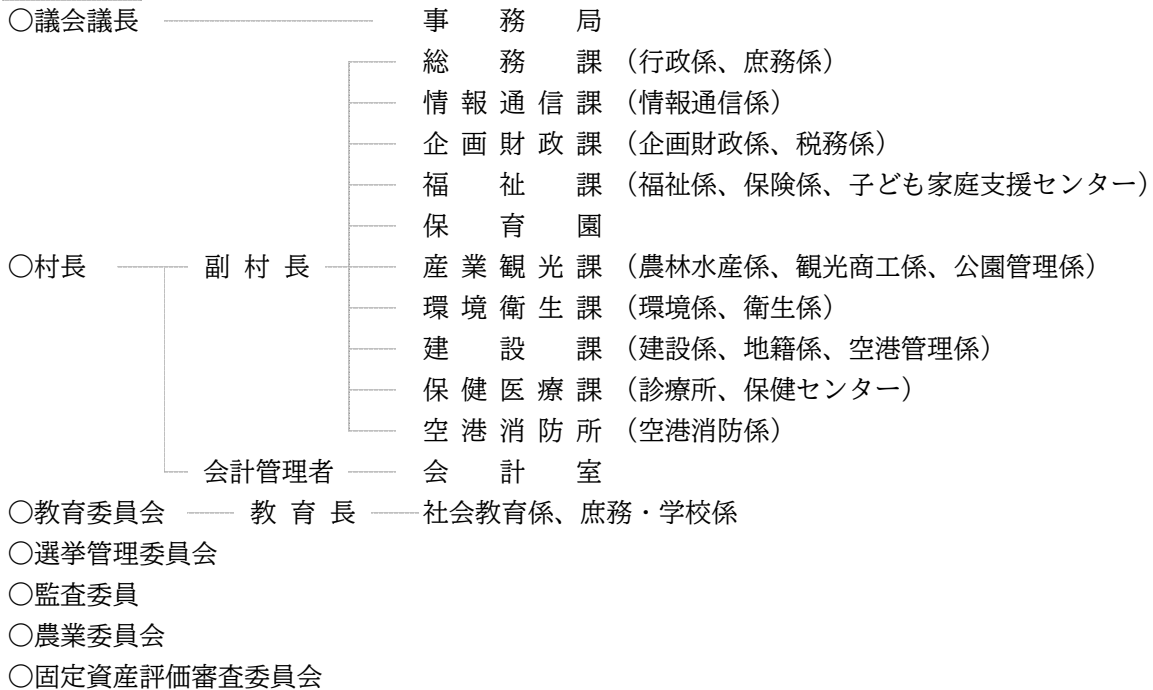 ○議会議長 事務局
総務課（行政係、庶務係）
情報通信課（情報通信係）
企画財政課（企画財政係、税務係）
福祉課（福祉係、保険係、子ども家庭支援センター）
保育園
○村長 副村長 産業観光課（農林水産係、観光商工係、公園管理係）
環境衛生課（環境係、衛生係）
建設課（建設係、地籍係、空港管理係）
保健医療課（診療所、保健センター）
空港消防所（空港消防係）
会計管理者 会計室
○教育委員会 教育長 社会教育係、庶務・学校係
○選挙管理委員会
○監査委員
○農業委員会
○固定資産評価審査委員会